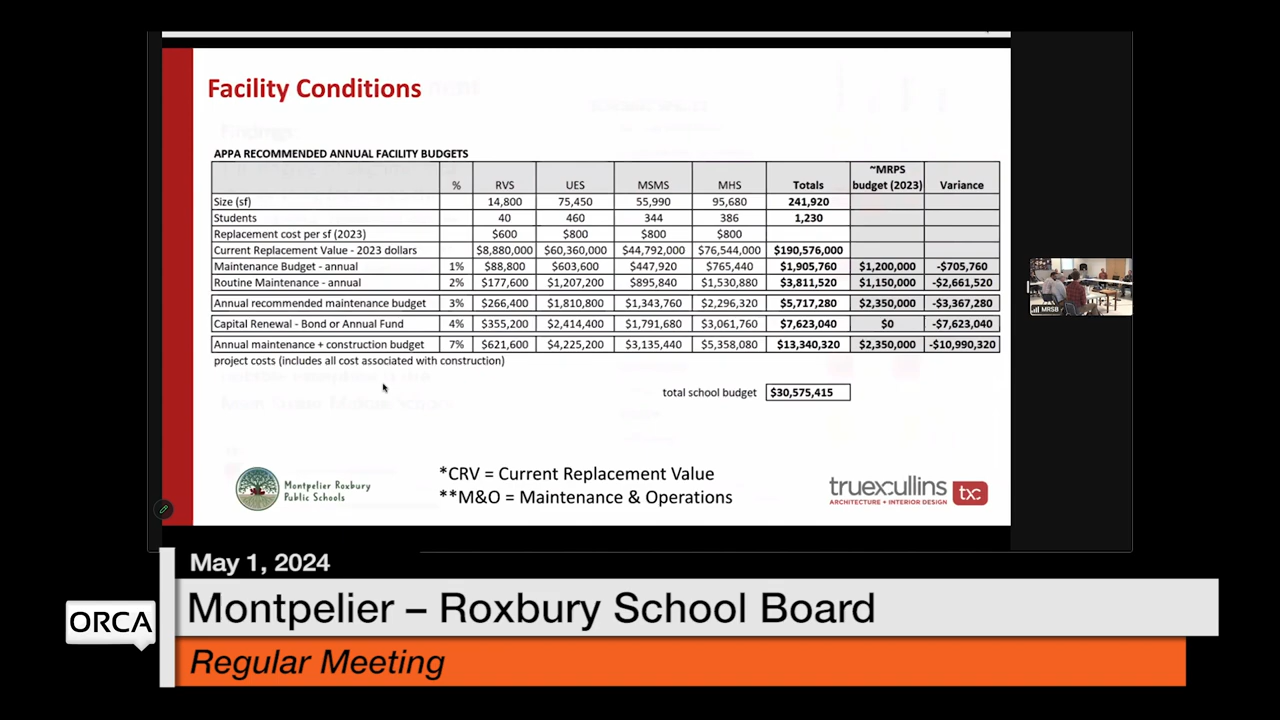 Facility Conditions
APPA RECOMMENDED ANNUAL FACILITY BUDGETS
% RVS UES MSMS MHS Totals ~MRPS budget (2023) Variance
Size (sf) 14,800 75,450 55,990 95,680 241,920
Students 40 460 344 386 1,230
Replacement cost per sf (2023) $600 $800 $800 $800
Current Replacement Value - 2023 dollars $8,880,000 $60,360,000 $44,792,000 $76,544,000 $190,576,000
Maintenance Budget - annual 1% $88,800 $603,600 $447,920 $765,440 $1,905,760 $1,200,000 -$705,760
Routine Maintenance - annual 2% $177,600 $1,207,200 $895,840 $1,530,880 $3,811,520 $1,150,000 -$2,661,520
Annual recommended maintenance budget 3% $266,400 $1,810,800 $1,343,760 $2,296,320 $5,717,280 $2,350,000 -$3,367,280
Capital Renewal - Bond or Annual Fund 4% $355,200 $2,414,400 $1,791,680 $3,061,760 $7,623,040 $0 -$7,623,040
Annual maintenance + construction budget 7% $621,600 $4,225,200 $3,135,440 $5,358,080 $13,340,320 $2,350,000 -$10,990,320
project costs (includes all cost associated with construction)
total school budget $30,575,415
*CRV = Current Replacement Value
**M&O = Maintenance & Operations
Montpelier Roxbury
Public Schools
truexcullins
ARCHITECTURE + INTERIOR DESIGN
txc
MRSB
May 1, 2024
ORCA
Montpelier – Roxbury School Board
Regular Meeting